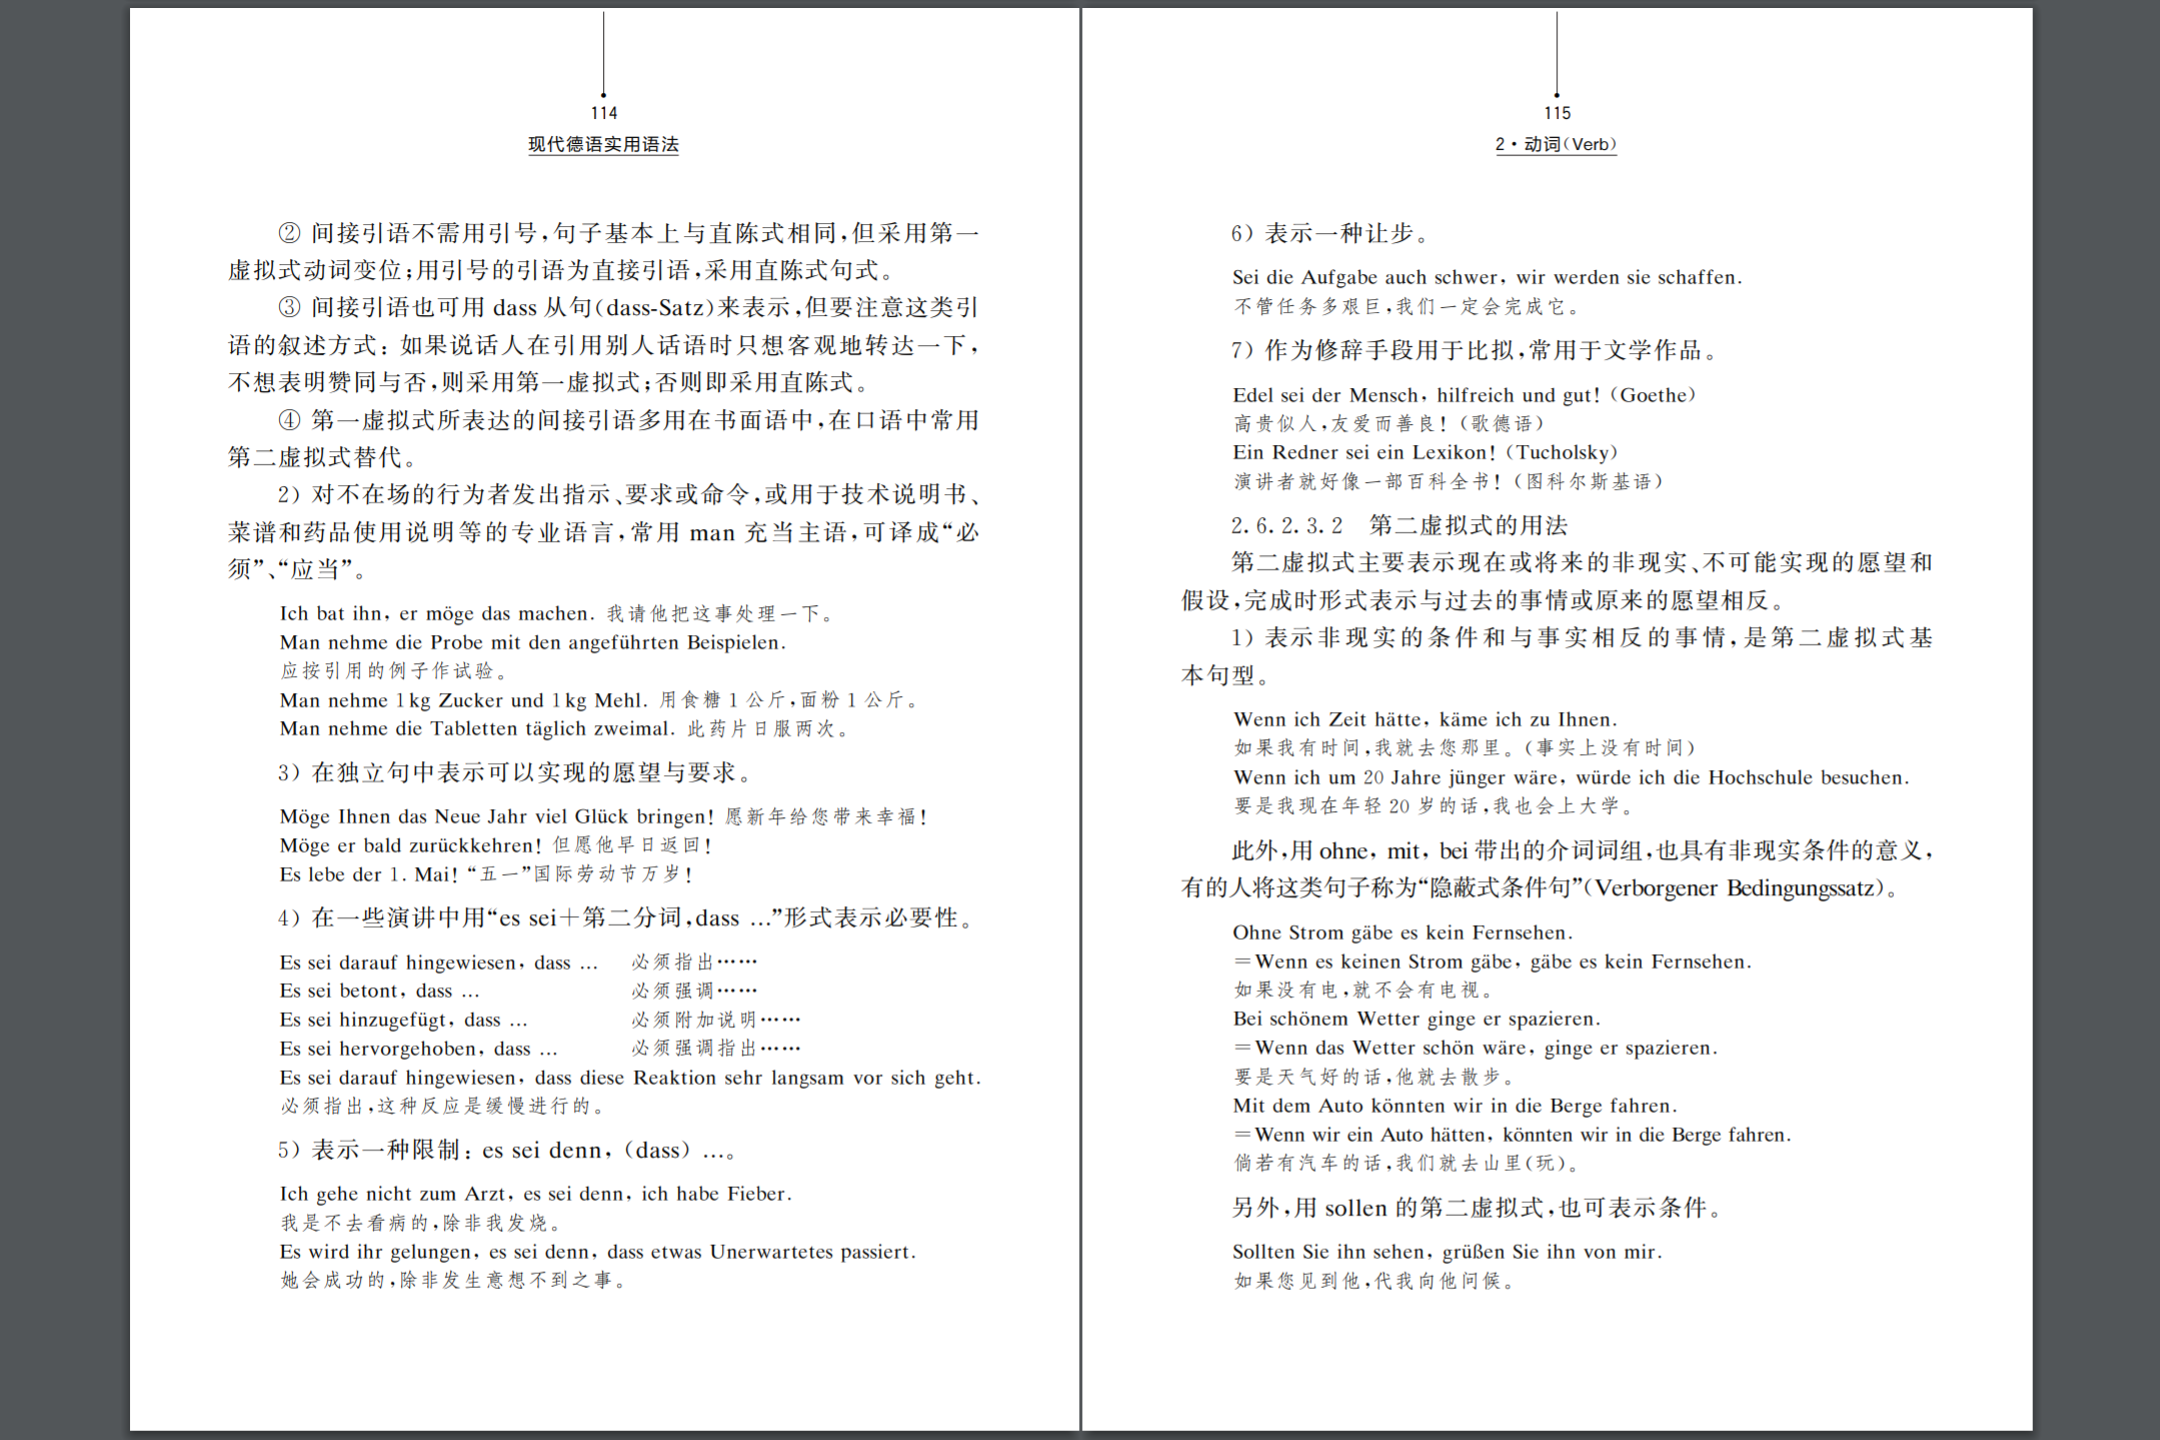 114
现代德语实用语法
② 间接引语不需用引号,句子基本上与直陈式相同,但采用第一
虚拟式动词变位;用引号的引语为直接引语,采用直陈式句式。
③ 间接引语也可用 dass 从句(dass-Satz)来表示,但要注意这类引
语的叙述方式: 如果说话人在引用别人话语时只想客观地转达一下,
不想表明赞同与否,则采用第一虚拟式;否则即采用直陈式。
④ 第一虚拟式所表达的间接引语多用在书面语中,在口语中常用
第二虚拟式替代。
2) 对不在场的行为者发出指示、要求或命令,或用于技术说明书、
菜谱和药品使用说明等的专业语言,常用 man 充当主语,可译成“必
须”、“应当”。
Ich bat ihn, er möge das machen. 我请他把这事处理一下。
Man nehme die Probe mit den angeführten Beispielen.
应按引用的例子作试验。
Man nehme 1 kg Zucker und 1 kg Mehl. 用食糖 1 公斤,面粉 1 公斤。
Man nehme die Tabletten täglich zweimal. 此药片日服两次。
3) 在独立句中表示可以实现的愿望与要求。
Möge Ihnen das Neue Jahr viel Glück bringen! 愿新年给您带来幸福!
Möge er bald zurückkehren! 但愿他早日返回!
Es lebe der 1. Mai! “五一”国际劳动节万岁!
4) 在一些演讲中用“es sei+第二分词,dass ...”形式表示必要性。
Es sei darauf hingewiesen, dass ... 必须指出……
Es sei betont, dass ... 必须强调……
Es sei hinzugefügt, dass ... 必须附加说明……
Es sei hervorgehoben, dass ... 必须强调指出……
Es sei darauf hingewiesen, dass diese Reaktion sehr langsam vor sich geht.
必须指出,这种反应是缓慢进行的。
5) 表示一种限制: es sei denn, (dass) ...。
Ich gehe nicht zum Arzt, es sei denn, ich habe Fieber.
我是不去看病的,除非我发烧。
Es wird ihr gelungen, es sei denn, dass etwas Unerwartetes passiert.
她会成功的,除非发生意想不到之事。
115
2·动词(Verb)
6) 表示一种让步。
Sei die Aufgabe auch schwer, wir werden sie schaffen.
不管任务多艰巨,我们一定会完成它。
7) 作为修辞手段用于比拟,常用于文学作品。
Edel sei der Mensch, hilfreich und gut! (Goethe)
高贵似人,友爱而善良! (歌德语)
Ein Redner sei ein Lexikon! (Tucholsky)
演讲者就好像一部百科全书! (图科尔斯基语)
2.6.2.3.2 第二虚拟式的用法
第二虚拟式主要表示现在或将来的非现实、不可能实现的愿望和
假设,完成时形式表示与过去的事情或原来的愿望相反。
1) 表示非现实的条件和与事实相反的事情,是第二虚拟式基
本句型。
Wenn ich Zeit hätte, käme ich zu Ihnen.
如果我有时间,我就去您那里。(事实上没有时间)
Wenn ich um 20 Jahre jünger wäre, würde ich die Hochschule besuchen.
要是我现在年轻 20 岁的话,我也会上大学。
此外,用 ohne, mit, bei 带出的介词词组,也具有非现实条件的意义,
有的人将这类句子称为“隐蔽式条件句”(Verborgener Bedingungssatz)。
Ohne Strom gäbe es kein Fernsehen.
=Wenn es keinen Strom gäbe, gäbe es kein Fernsehen.
如果没有电,就不会有电视。
Bei schönem Wetter ginge er spazieren.
=Wenn das Wetter schön wäre, ginge er spazieren.
要是天气好的话,他就去散步。
Mit dem Auto könnten wir in die Berge fahren.
=Wenn wir ein Auto hätten, könnten wir in die Berge fahren.
倘若有汽车的话,我们就去山里(玩)。
另外,用 sollen 的第二虚拟式,也可表示条件。
Sollten Sie ihn sehen, grüßen Sie ihn von mir.
如果您见到他,代我向他问候。